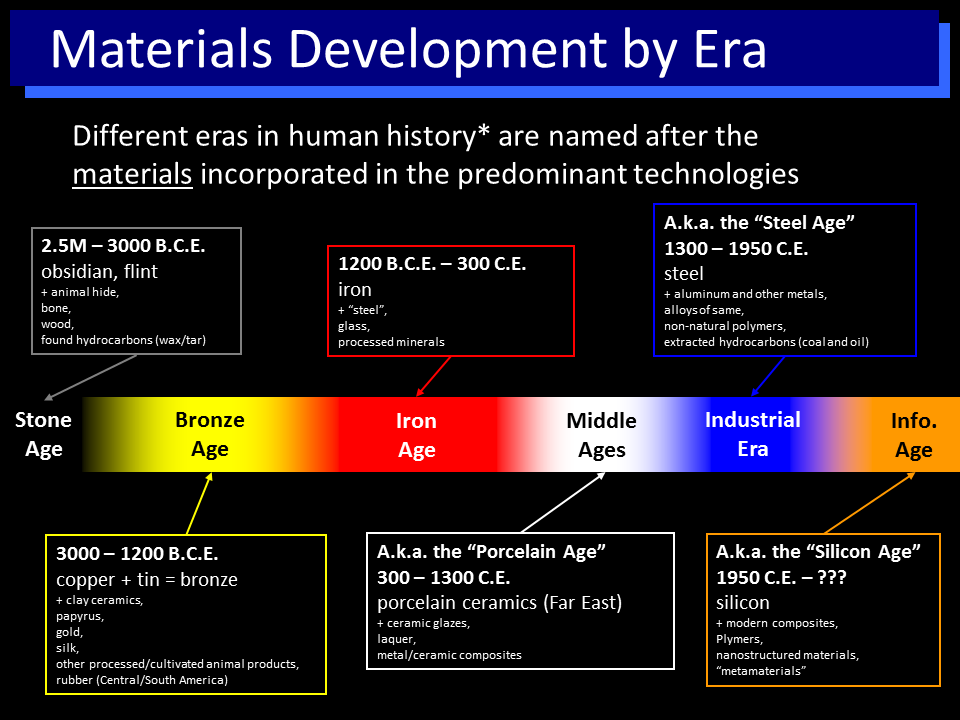 Materials Development by Era
Different eras in human history* are named after the
materials incorporated in the predominant technologies
2.5M – 3000 B.C.E.
obsidian, flint
+ animal hide,
bone,
wood,
found hydrocarbons (wax/tar)
1200 B.C.E. – 300 C.E.
iron
+ “steel”,
glass,
processed minerals
A.k.a. the “Steel Age”
1300 – 1950 C.E.
steel
+ aluminum and other metals,
alloys of same,
non-natural polymers,
extracted hydrocarbons (coal and oil)
Stone
Age
Bronze
Age
Iron
Age
Middle
Ages
Industrial
Era
Info.
Age
3000 – 1200 B.C.E.
copper + tin = bronze
+ clay ceramics,
papyrus,
gold,
silk,
other processed/cultivated animal products,
rubber (Central/South America)
A.k.a. the “Porcelain Age”
300 – 1300 C.E.
porcelain ceramics (Far East)
+ ceramic glazes,
laquer,
metal/ceramic composites
A.k.a. the “Silicon Age”
1950 C.E. – ???
silicon
+ modern composites,
Plymers,
nanostructured materials,
“metamaterials”